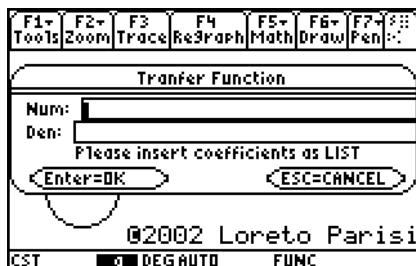 F1▾ F2▾ F3 F4 F5▾ F6▾ F7▾
Tools Zoom Trace ReGraph Math Draw Pen
Tranfer Function
Num:
Den:
Please insert coefficients as LIST
Enter=OK ESC=CANCEL
@2002 Loreto Parisi
CST DEG AUTO FUNC